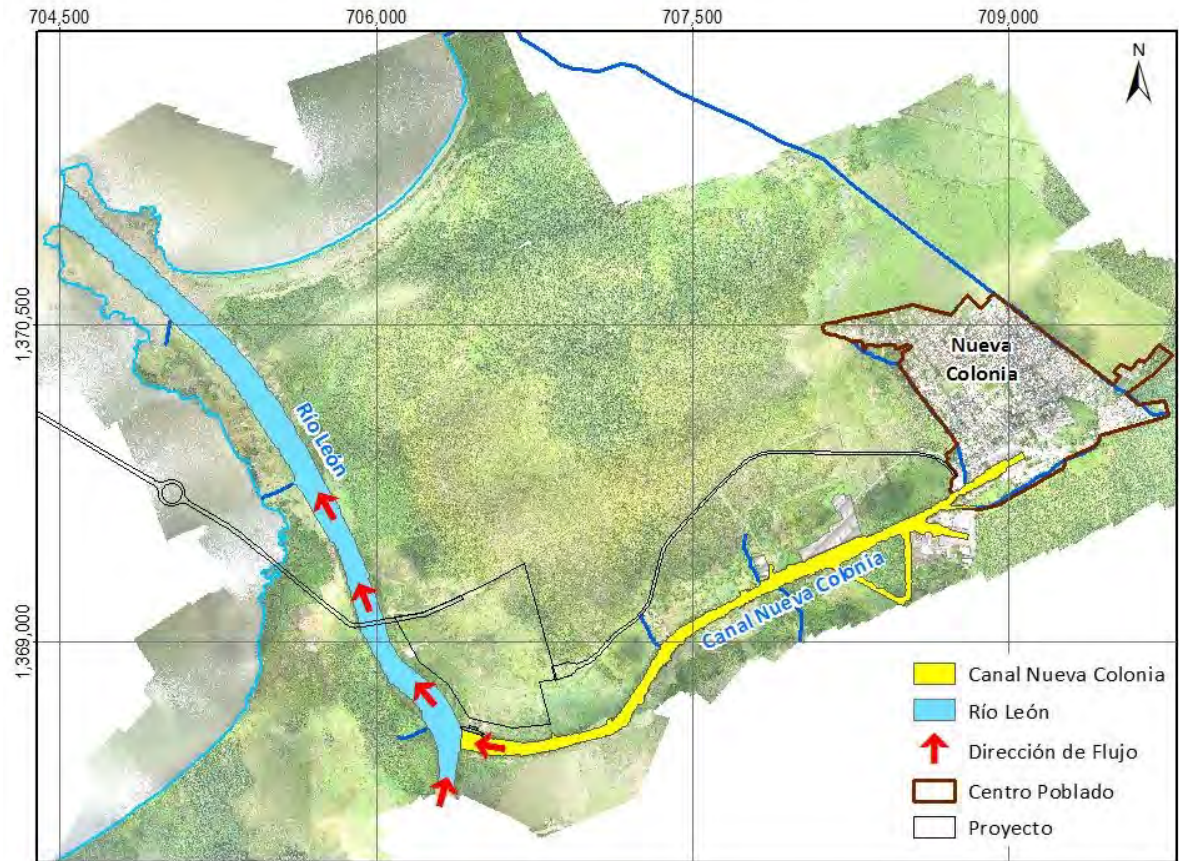 704,500 706,000 707,500 709,000
N
1,370,500
1,369,000
Nueva
Colonia
Río León
Canal Nueva Colonia
Canal Nueva Colonia
Río León
Dirección de Flujo
Centro Poblado
Proyecto